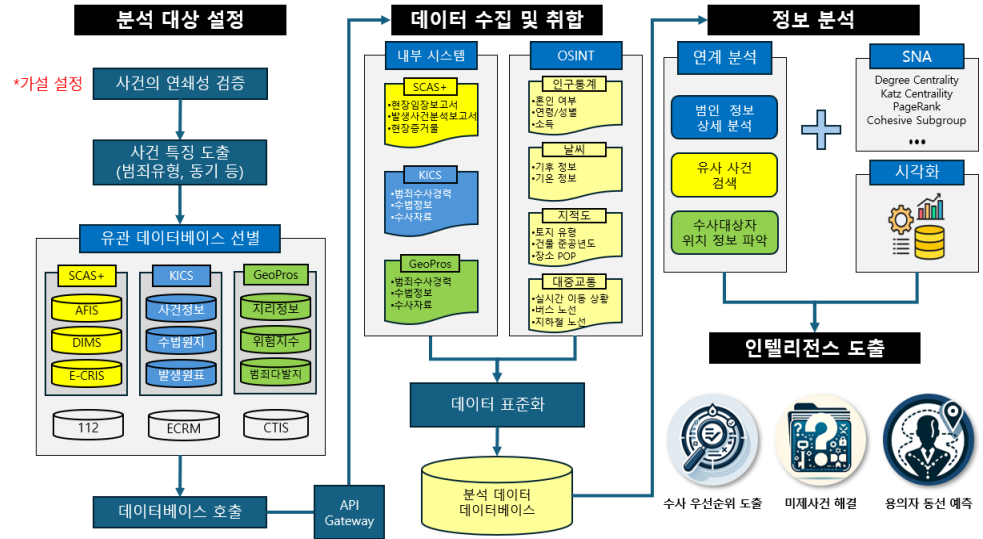 분석 대상 설정
*가설 설정
사건의 연쇄성 검증
사건 특징 도출
(범죄유형, 동기 등)
유관 데이터베이스 선별
SCAS+
AFIS
DIMS
E-CRIS
KICS
사건정보
수법원지
발생원표
GeoPros
지리정보
위험지수
범죄다발지
112
ECRM
CTIS
데이터베이스 호출
API
Gateway
데이터 수집 및 취합
내부 시스템
SCAS+
•현장임장보고서
•발생사건분석보고서
•현장증거물
KICS
•범죄수사경력
•수법정보
•수사자료
GeoPros
•범죄수사경력
•수법정보
•수사자료
OSINT
인구통계
•혼인 여부
•연령/성별
•소득
날씨
•기후 정보
•기온 정보
지적도
•토지 유형
•건물 준공년도
•장소 POP
대중교통
•실시간 이동 상황
•버스 노선
•지하철 노선
데이터 표준화
분석 데이터
데이터베이스
정보 분석
연계 분석
범인 정보
상세 분석
유사 사건
검색
수사대상자
위치 정보 파악
SNA
Degree Centrality
Katz Centraility
PageRank
Cohesive Subgroup
•••
시각화
인텔리전스 도출
수사 우선순위 도출
미제사건 해결
용의자 동선 예측